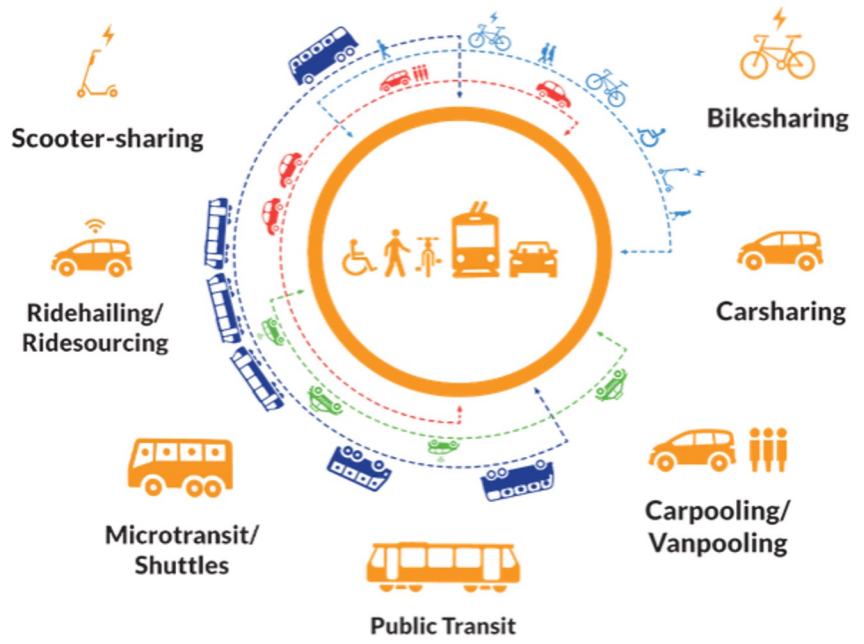 Scooter-sharing
Bikesharing
Ridehailing/
Ridesourcing
Carsharing
Microtransit/
Shuttles
Carpooling/
Vanpooling
Public Transit